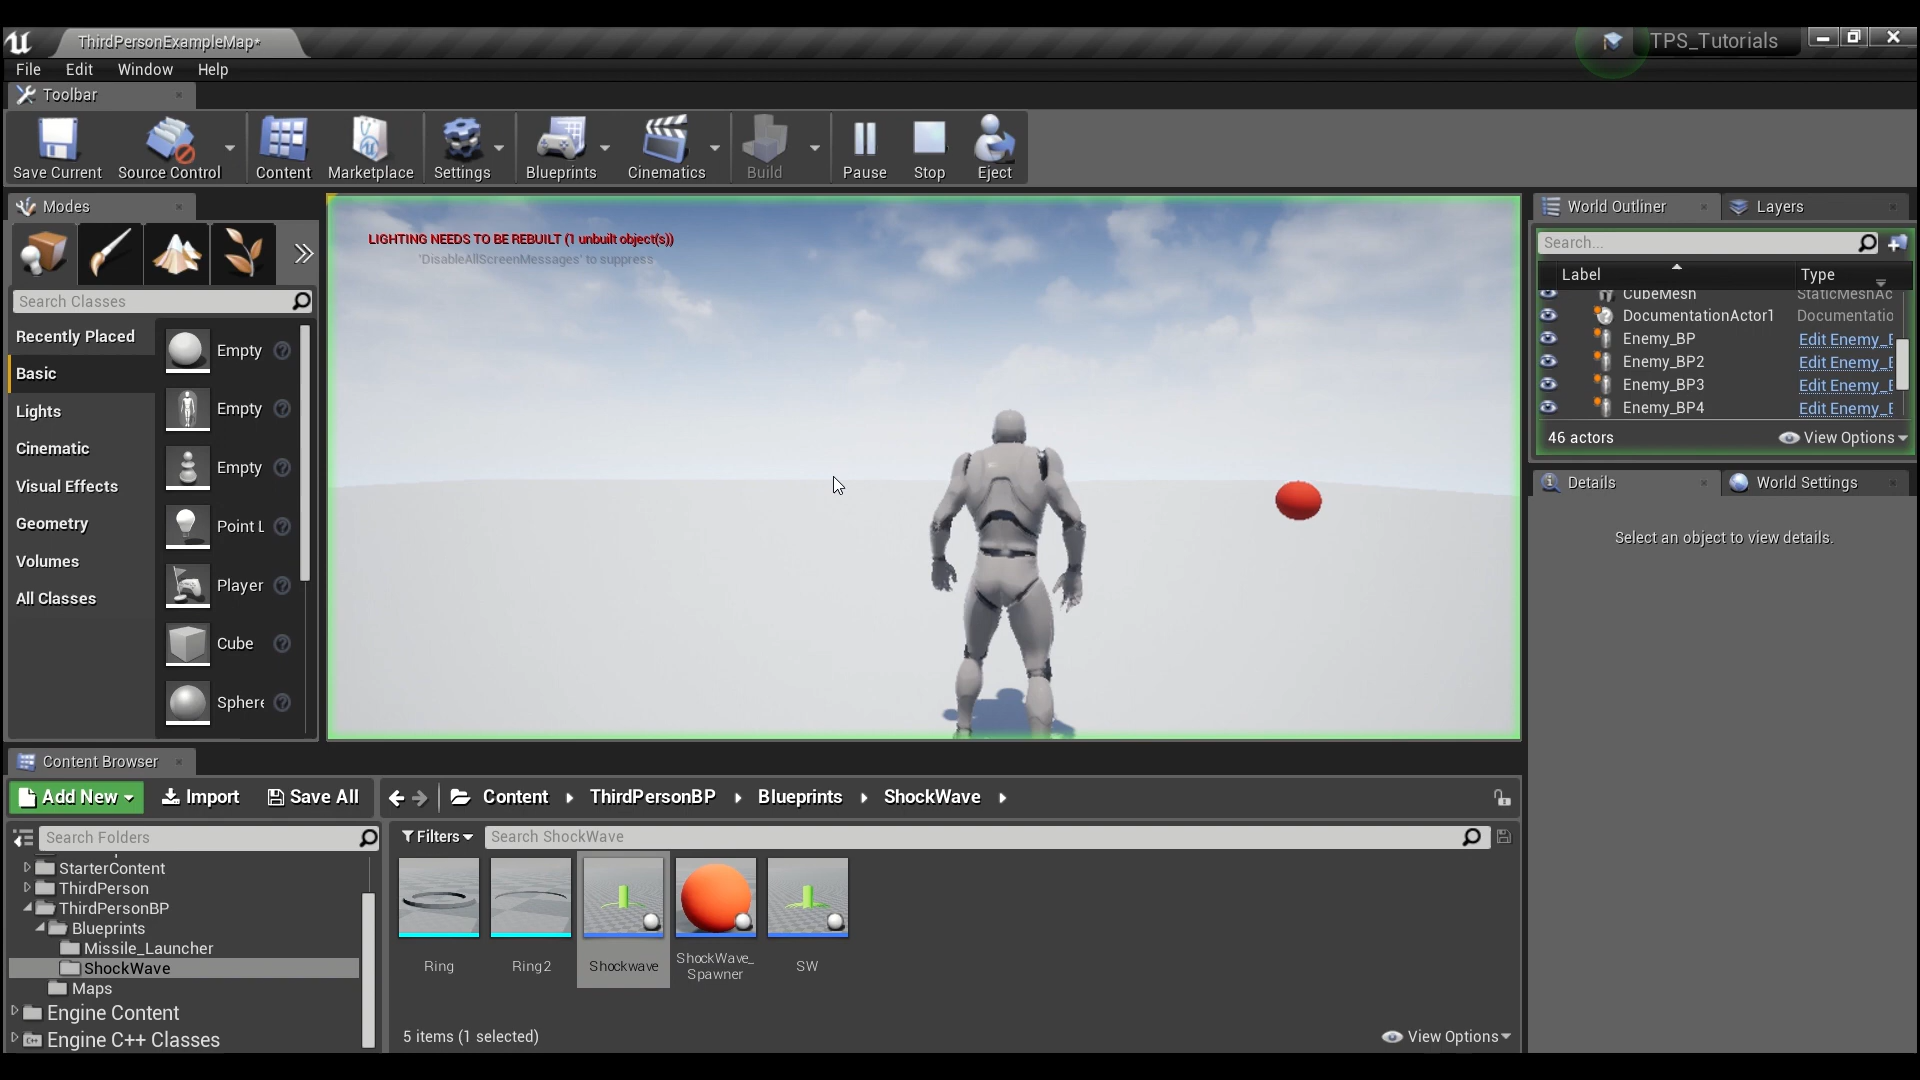 ThirdPersonExampleMap*
TPS_Tutorials
File Edit Window Help
Toolbar
Save Current Source Control Content Marketplace Settings Blueprints Cinematics Build Pause Stop Eject
Modes
Search Classes
Recently Placed
Basic
Lights
Cinematic
Visual Effects
Geometry
Volumes
All Classes
Empty
Empty
Empty
Point L
Player
Cube
Sphere
LIGHTING NEEDS TO BE REBUILT (1 unbuilt object(s))
'DisableAllScreenMessages' to suppress
World Outliner Layers
Search...
Label Type
CubeMesh StaticMeshAc
DocumentationActor1 Documentatio
Enemy_BP Edit Enemy_E
Enemy_BP2 Edit Enemy_E
Enemy_BP3 Edit Enemy_E
Enemy_BP4 Edit Enemy_E
46 actors View Options
Details World Settings
Select an object to view details.
Content Browser
Add New Import Save All Content ThirdPersonBP Blueprints ShockWave
Search Folders
StarterContent
ThirdPerson
ThirdPersonBP
Blueprints
Missile_Launcher
ShockWave
Maps
Engine Content
Engine C++ Classes
Filters Search ShockWave
Ring
Ring2
Shockwave
ShockWave_
Spawner
SW
5 items (1 selected) View Options